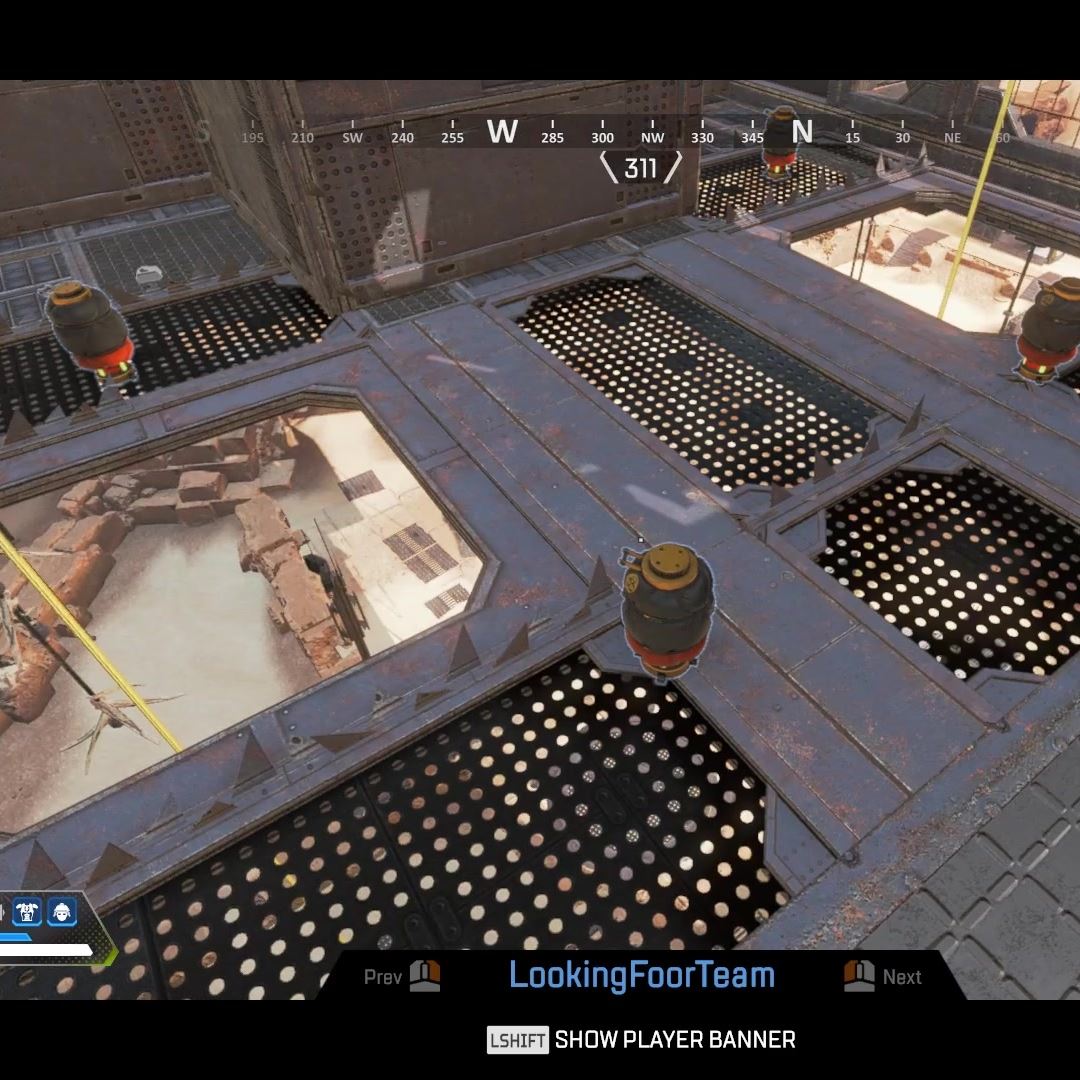 S 195 210 SW 240 255 W 285 300 NW 330 345 N 15 30 NE 60
311
Prev LookingFoorTeam Next
LSHIFT SHOW PLAYER BANNER